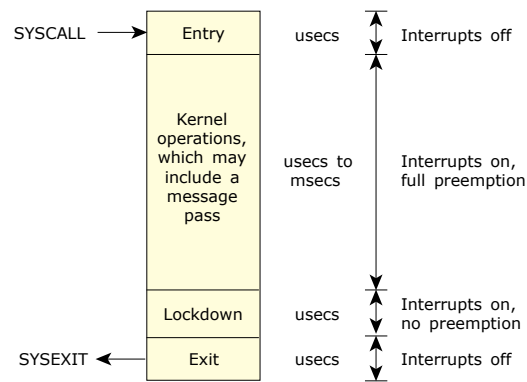 SYSCALL
Entry
usecs
Interrupts off
Kernel
operations,
which may
include a
message
pass
usecs to
msecs
Interrupts on,
full preemption
Lockdown
usecs
Interrupts on,
no preemption
SYSEXIT
Exit
usecs
Interrupts off